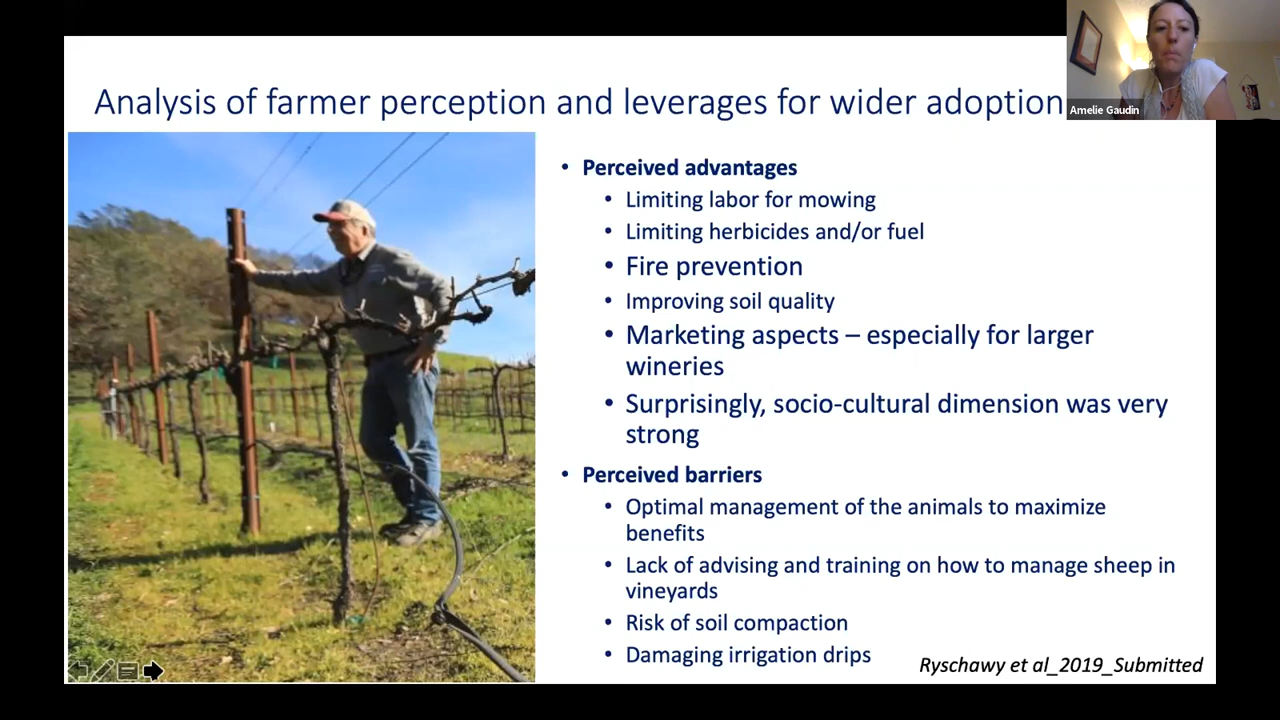 Analysis of farmer perception and leverages for wider adoption
Amelie Gaudin
• Perceived advantages
• Limiting labor for mowing
• Limiting herbicides and/or fuel
• Fire prevention
• Improving soil quality
• Marketing aspects – especially for larger
wineries
• Surprisingly, socio-cultural dimension was very
strong
• Perceived barriers
• Optimal management of the animals to maximize
benefits
• Lack of advising and training on how to manage sheep in
vineyards
• Risk of soil compaction
• Damaging irrigation drips
Ryschawy et al_2019_Submitted